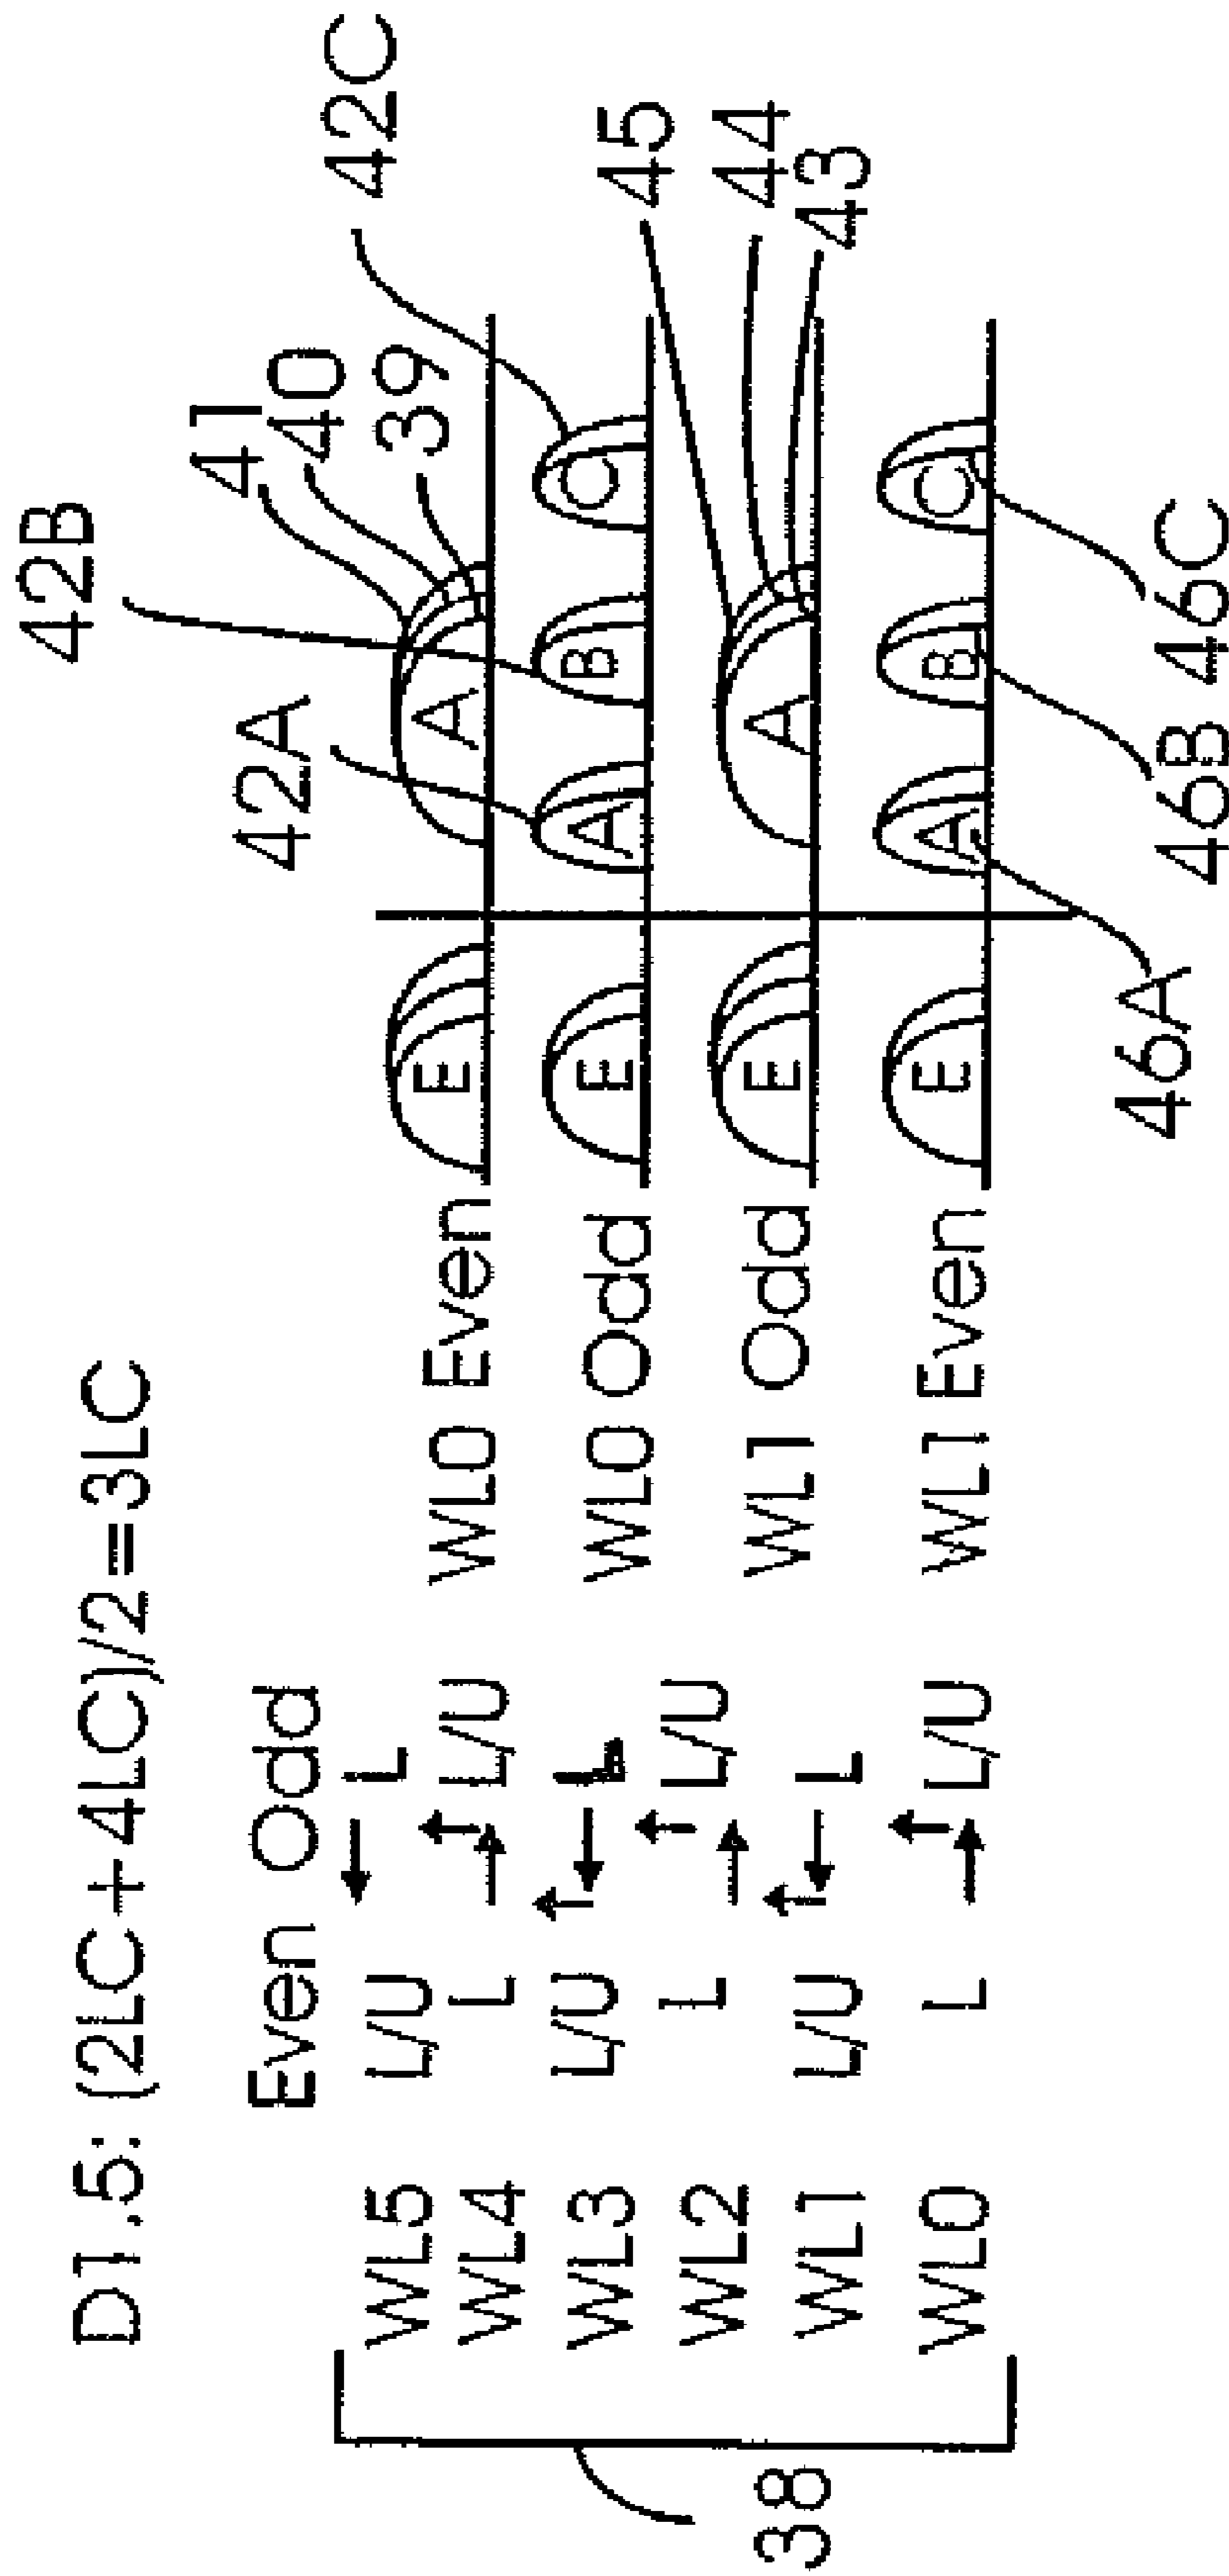 D1.5: (2LC+4LC)/2=3LC
Even Odd
WL5 L/U L
WL4 L L/U
WL3 L/U L
WL2 L L/U
WL1 L/U L
WL0 L L/U
38
42B
41
40
39
42A
42C
WL0 Even E A
WL0 Odd E A B C
45
44
43
WL1 Odd E A
WL1 Even E A B C
46A
46B
46C